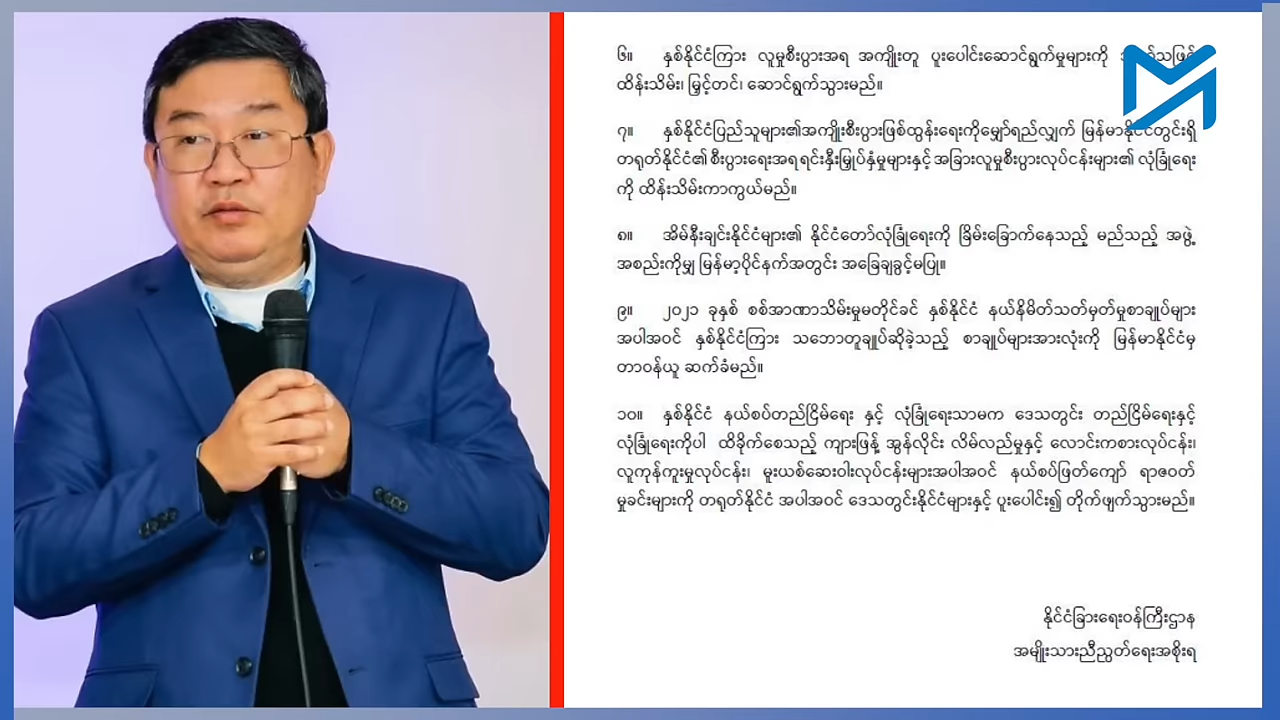 ၆။ နှစ်နိုင်ငံကြား လူမှုစီးပွားအရ အကျိုးတူ ပူးပေါင်းဆောင်ရွက်မှုများကို
ထိန်းသိမ်း၊ မြှင့်တင်၊ ဆောင်ရွက်သွားမည်။
၇။ နှစ်နိုင်ငံပြည်သူများ၏အကျိုးစီးပွားဖြစ်ထွန်းရေးကိုမျှော်ရည်လျှက် မြန်မာနိုင်ငံတွင်းရှိ
တရုတ်နိုင်ငံ၏စီးပွားရေးအရရင်းနှီးမြှုပ်နှံမှုများနှင့်အခြားလူမှုစီးပွားလုပ်ငန်းများ၏ လုံခြုံရေး
ကို ထိန်းသိမ်းကာကွယ်မည်။
၈။ အိမ်နီးချင်းနိုင်ငံများ၏ နိုင်ငံတော်လုံခြုံရေးကို ခြိမ်းခြောက်နေသည့် မည်သည့် အဖွဲ့
အစည်းကိုမျှ မြန်မာ့ပိုင်နက်အတွင်း အခြေချခွင့်မပြု။
၉။ ၂၀၂၁ ခုနှစ် စစ်အာဏာသိမ်းမှုမတိုင်ခင် နှစ်နိုင်ငံ နယ်နိမိတ်သတ်မှတ်မှုစာချုပ်များ
အပါအဝင် နှစ်နိုင်ငံကြား သဘောတူချုပ်ဆိုခဲ့သည့် စာချုပ်များအားလုံးကို မြန်မာနိုင်ငံမှ
တာဝန်ယူ ဆက်ခံမည်။
၁၀။ နှစ်နိုင်ငံ နယ်စပ်တည်ငြိမ်ရေး နှင့် လုံခြုံရေးသာမက ဒေသတွင်း တည်ငြိမ်ရေးနှင့်
လုံခြုံရေးကိုပါ ထိခိုက်စေသည့် ကျားဖြန့် အွန်လိုင်း လိမ်လည်မှုနှင့် လောင်းကစားလုပ်ငန်း၊
လူကုန်ကူးမှုလုပ်ငန်း၊ မူးယစ်ဆေးဝါးလုပ်ငန်းများအပါအဝင် နယ်စပ်ဖြတ်ကျော် ရာဇဝတ်
မှုခင်းများကို တရုတ်နိုင်ငံ အပါအဝင် ဒေသတွင်းနိုင်ငံများနှင့် ပူးပေါင်း၍ တိုက်ဖျက်သွားမည်။
နိုင်ငံခြားရေးဝန်ကြီးဌာန
အမျိုးသားညီညွတ်ရေးအစိုးရ